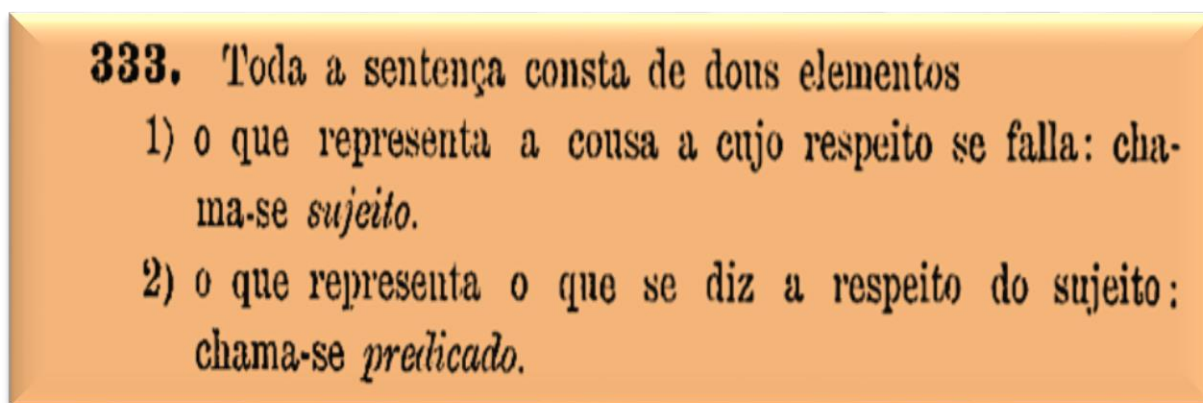 333. Toda a sentença consta de dous elementos
1) o que representa a cousa a cujo respeito se falla: cha-
ma-se sujeito.
2) o que representa o que se diz a respeito do sujeito:
chama-se predicado.